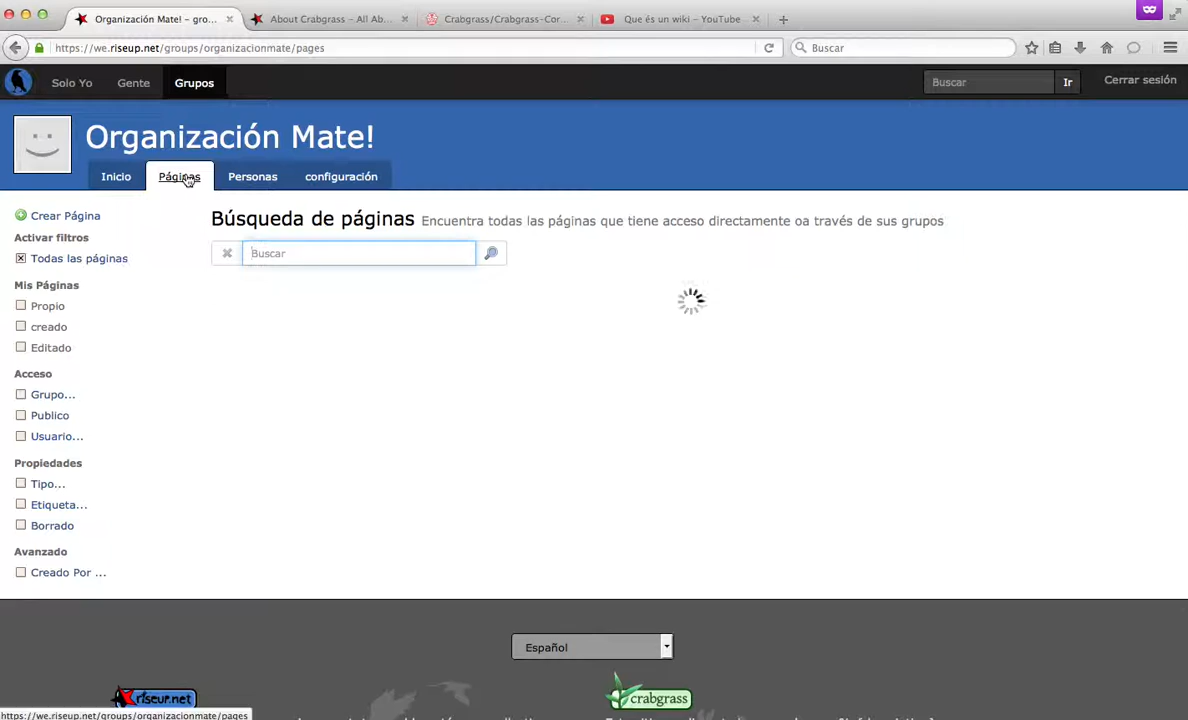 Organización Mate! – gro...
About Crabgrass – All Ab...
Crabgrass/Crabgrass-Cor...
Que és un wiki – YouTube
https://we.riseup.net/groups/organizacionmate/pages
Buscar
Solo Yo
Gente
Grupos
Buscar
Ir
Cerrar sesión
Organización Mate!
Inicio
Páginas
Personas
configuración
Crear Página
Activar filtros
Todas las páginas
Mis Páginas
Propio
creado
Editado
Acceso
Grupo...
Publico
Usuario...
Propiedades
Tipo...
Etiqueta...
Borrado
Avanzado
Creado Por ...
Búsqueda de páginas Encuentra todas las páginas que tiene acceso directamente oa través de sus grupos
Buscar
Español
riseup.net
crabgrass
https://we.riseup.net/groups/organizacionmate/pages